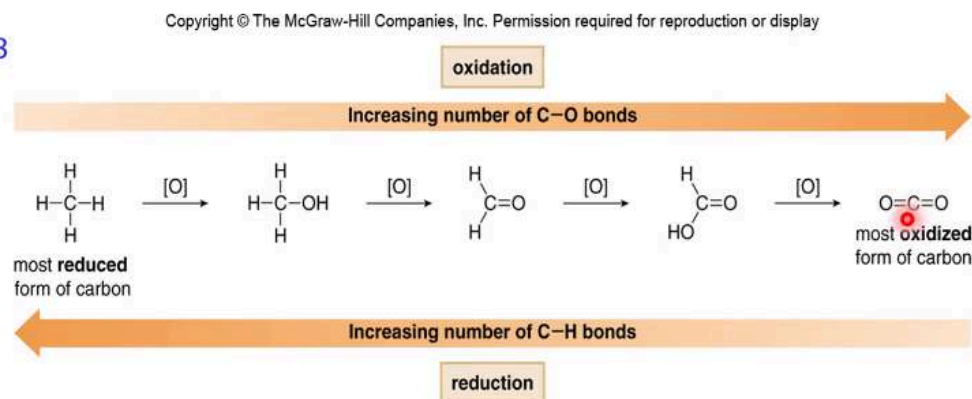 Copyright © The McGraw-Hill Companies, Inc. Permission required for reproduction or display
oxidation
Increasing number of C–O bonds
H
H–C–H
H
[O]
H
H–C–OH
H
[O]
H
C=O
H
[O]
H
C=O
HO
[O]
O=C=O
most reduced
form of carbon
most oxidized
form of carbon
Increasing number of C–H bonds
reduction